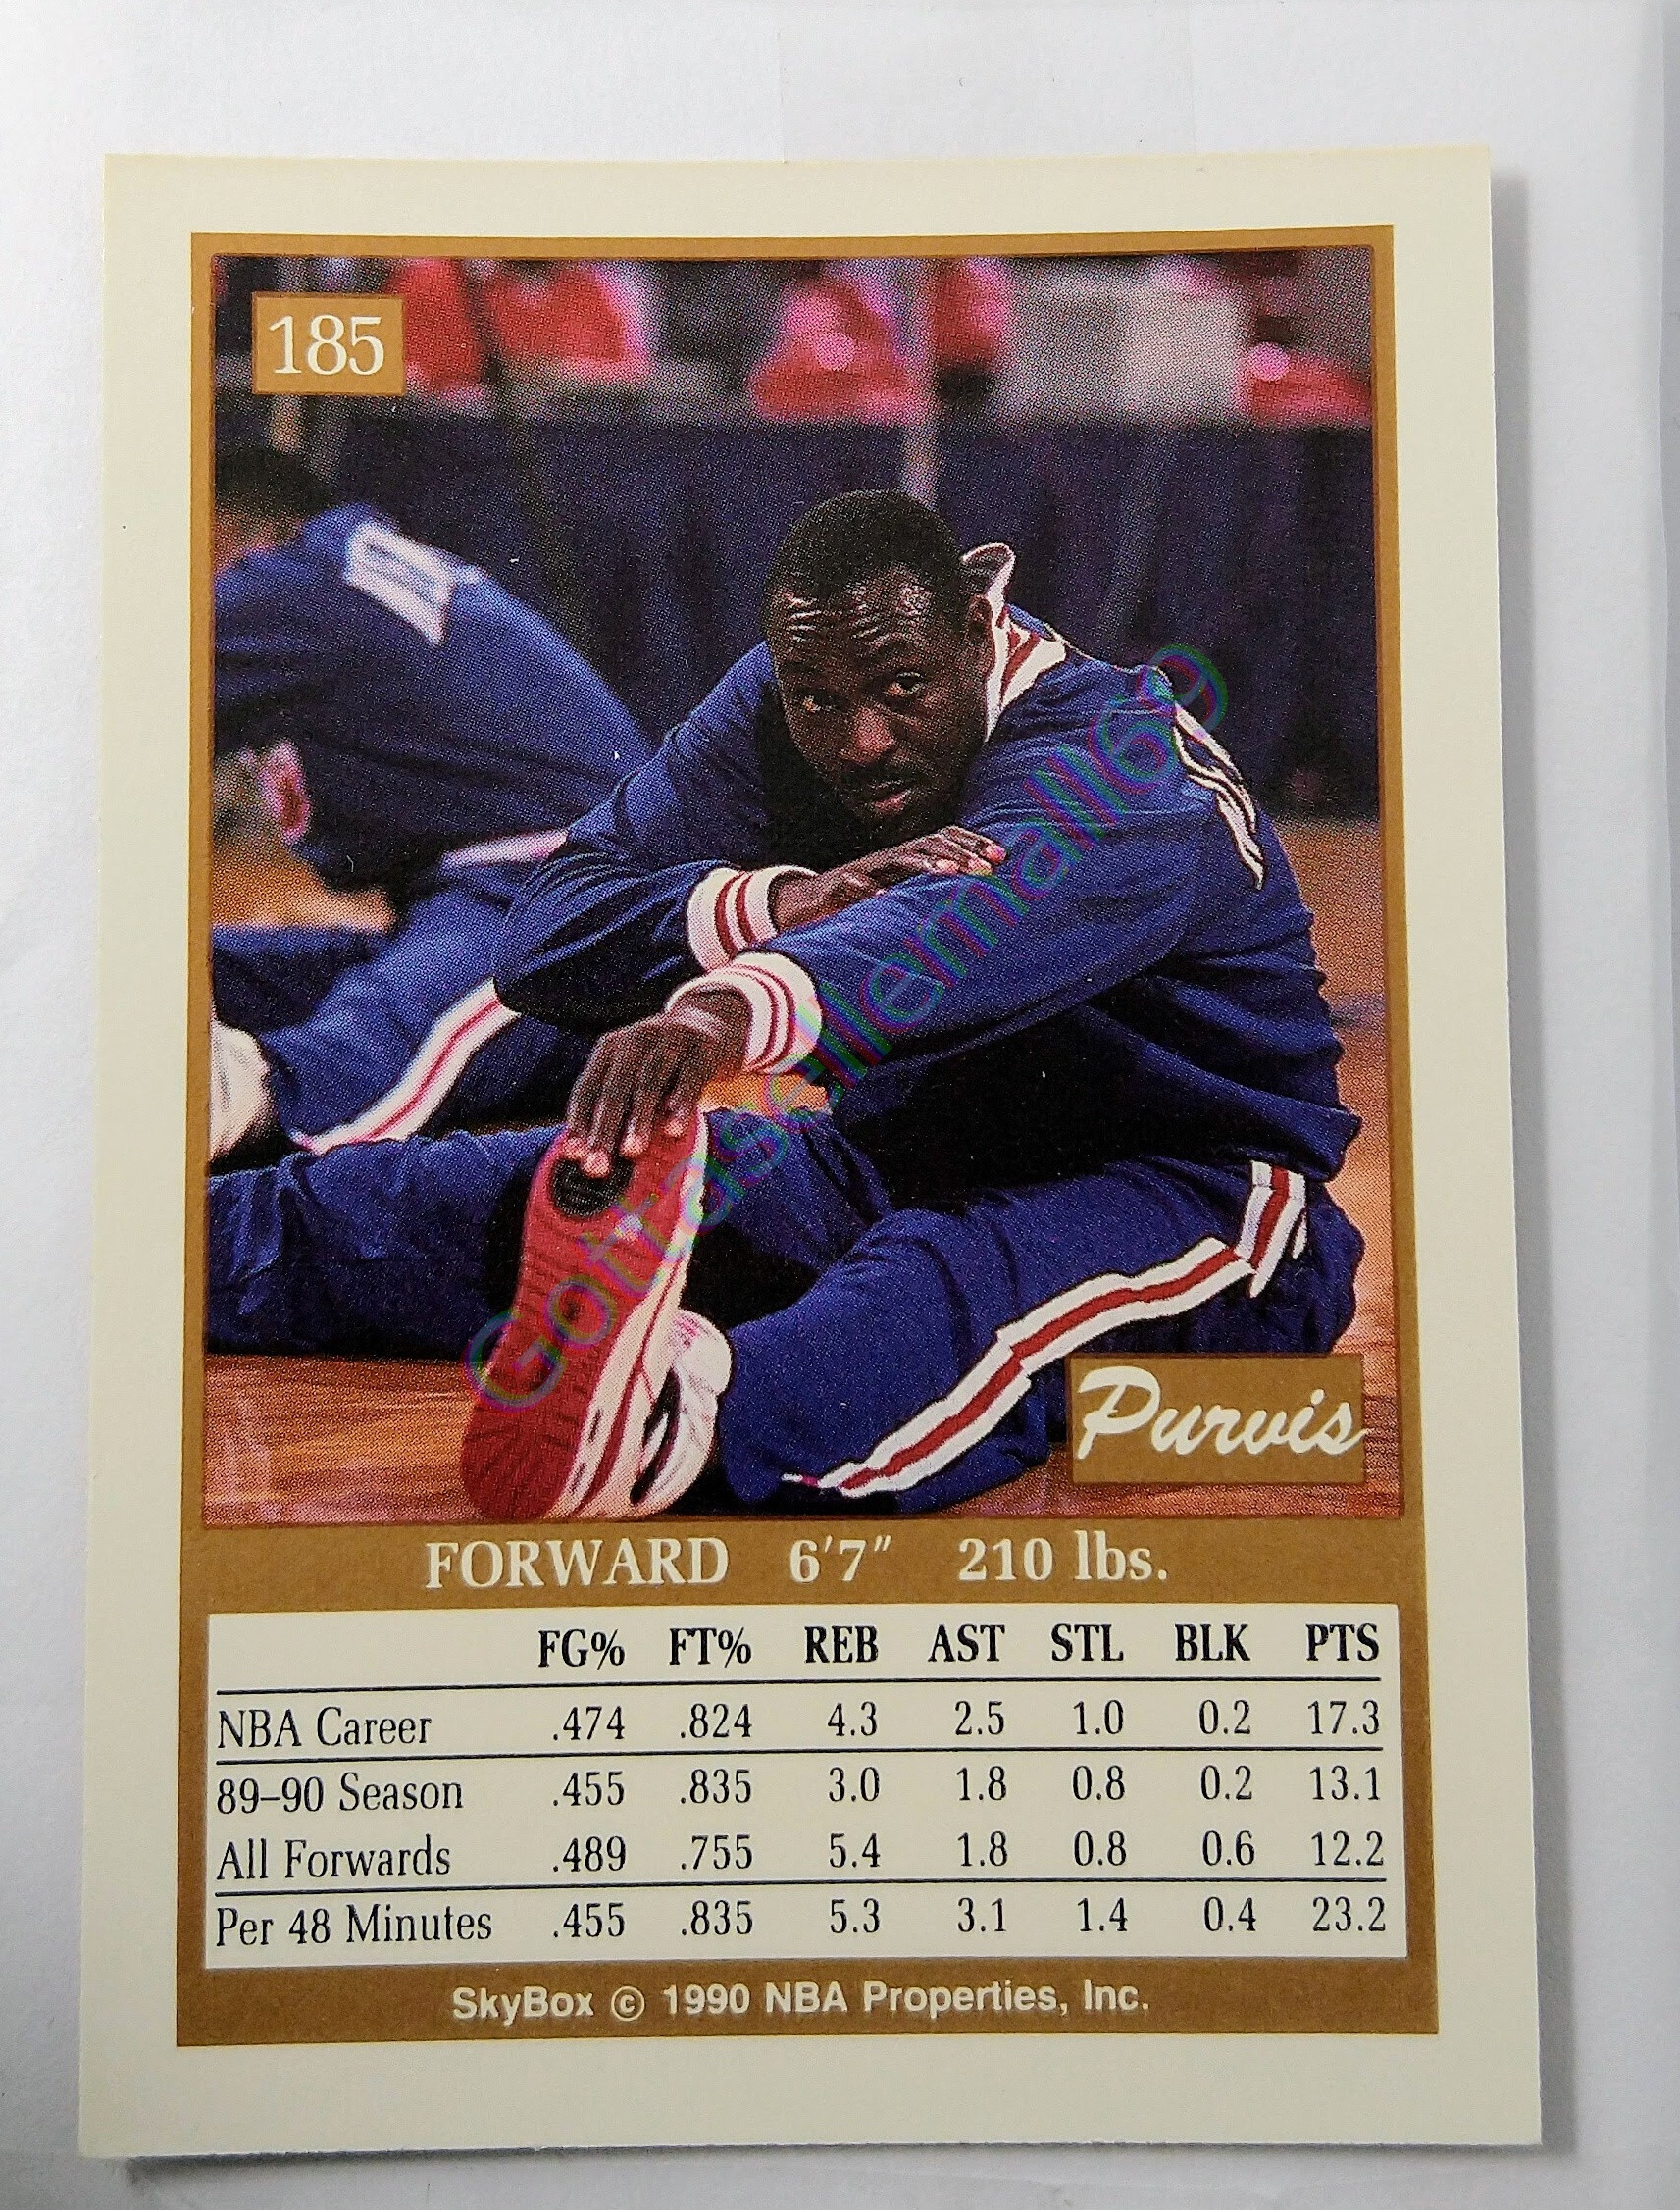 185
Gotrasellemall69
Purvis
FORWARD 6'7" 210 lbs.
FG% FT% REB AST STL BLK PTS
NBA Career .474 .824 4.3 2.5 1.0 0.2 17.3
89–90 Season .455 .835 3.0 1.8 0.8 0.2 13.1
All Forwards .489 .755 5.4 1.8 0.8 0.6 12.2
Per 48 Minutes .455 .835 5.3 3.1 1.4 0.4 23.2
SkyBox © 1990 NBA Properties, Inc.